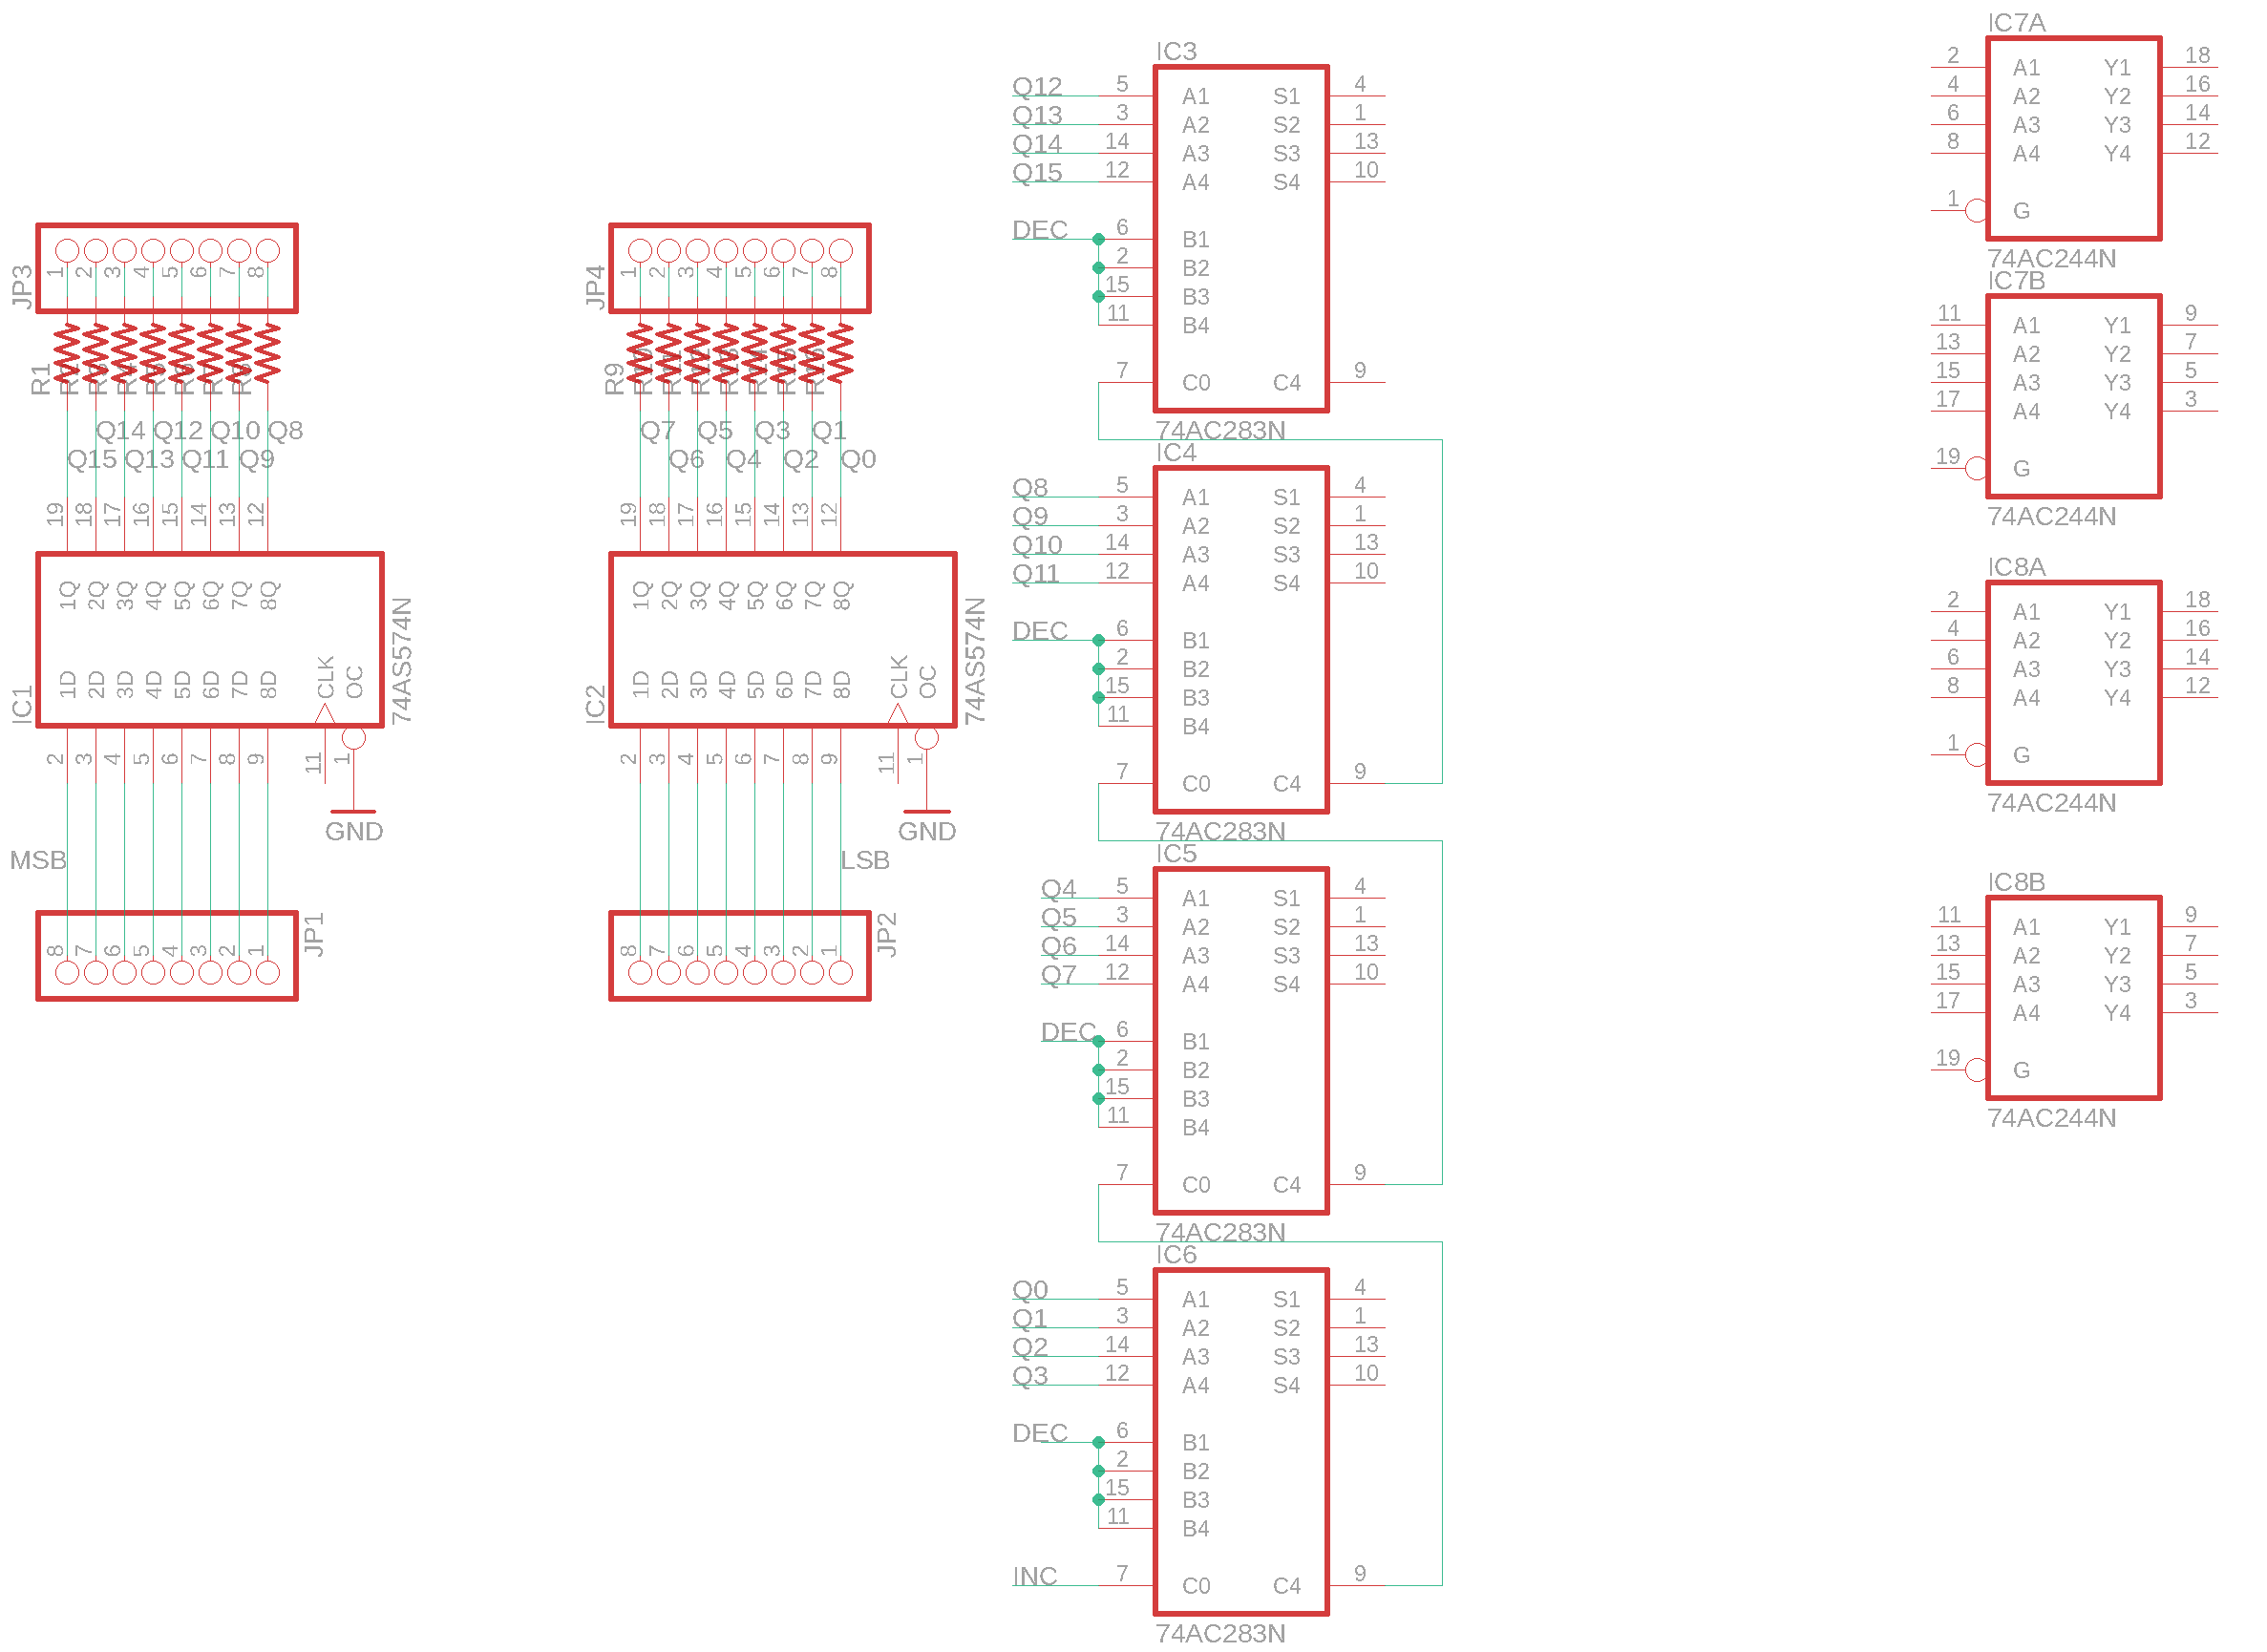 JP3
1 2 3 4 5 6 7 8
R1
Q14 Q12 Q10 Q8
Q15 Q13 Q11 Q9
19 18 17 16 15 14 13 12
1Q 2Q 3Q 4Q 5Q 6Q 7Q 8Q
1D 2D 3D 4D 5D 6D 7D 8D CLK OC
IC1
74AS574N
2 3 4 5 6 7 8 9 11 1
GND
MSB
8 7 6 5 4 3 2 1
JP1
JP4
1 2 3 4 5 6 7 8
R9
Q7 Q5 Q3 Q1
Q6 Q4 Q2 Q0
19 18 17 16 15 14 13 12
1Q 2Q 3Q 4Q 5Q 6Q 7Q 8Q
1D 2D 3D 4D 5D 6D 7D 8D CLK OC
IC2
74AS574N
2 3 4 5 6 7 8 9 11 1
GND
LSB
8 7 6 5 4 3 2 1
JP2
IC3
Q12 5 A1 S1 4
Q13 3 A2 S2 1
Q14 14 A3 S3 13
Q15 12 A4 S4 10
DEC 6 B1
2 B2
15 B3
11 B4
7 C0 C4 9
74AC283N
IC4
Q8 5 A1 S1 4
Q9 3 A2 S2 1
Q10 14 A3 S3 13
Q11 12 A4 S4 10
DEC 6 B1
2 B2
15 B3
11 B4
7 C0 C4 9
74AC283N
IC5
Q4 5 A1 S1 4
Q5 3 A2 S2 1
Q6 14 A3 S3 13
Q7 12 A4 S4 10
DEC 6 B1
2 B2
15 B3
11 B4
7 C0 C4 9
74AC283N
IC6
Q0 5 A1 S1 4
Q1 3 A2 S2 1
Q2 14 A3 S3 13
Q3 12 A4 S4 10
DEC 6 B1
2 B2
15 B3
11 B4
INC 7 C0 C4 9
74AC283N
IC7A
2 A1 Y1 18
4 A2 Y2 16
6 A3 Y3 14
8 A4 Y4 12
1 G
74AC244N
IC7B
11 A1 Y1 9
13 A2 Y2 7
15 A3 Y3 5
17 A4 Y4 3
19 G
74AC244N
IC8A
2 A1 Y1 18
4 A2 Y2 16
6 A3 Y3 14
8 A4 Y4 12
1 G
74AC244N
IC8B
11 A1 Y1 9
13 A2 Y2 7
15 A3 Y3 5
17 A4 Y4 3
19 G
74AC244N